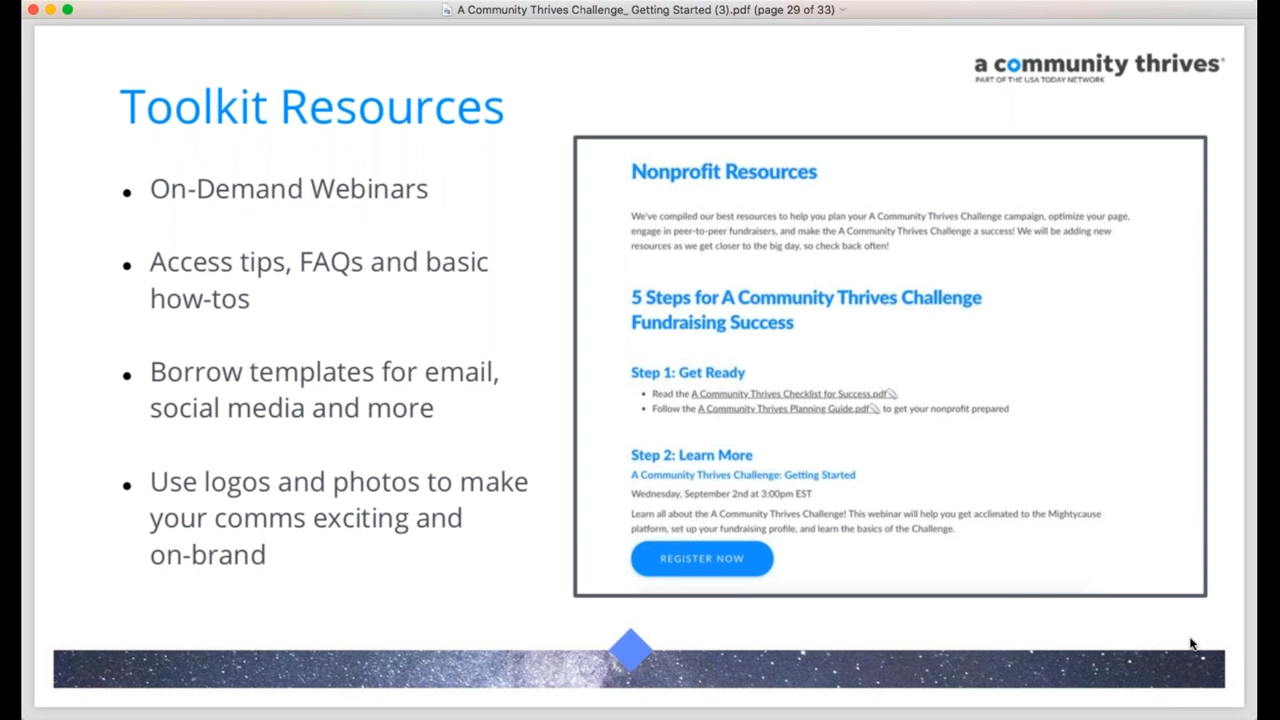 A Community Thrives Challenge_ Getting Started (3).pdf (page 29 of 33)
a community thrives®
PART OF THE USA TODAY NETWORK
Toolkit Resources
• On-Demand Webinars
• Access tips, FAQs and basic
how-tos
• Borrow templates for email,
social media and more
• Use logos and photos to make
your comms exciting and
on-brand
Nonprofit Resources
We've compiled our best resources to help you plan your A Community Thrives Challenge campaign, optimize your page,
engage in peer-to-peer fundraisers, and make the A Community Thrives Challenge a success! We will be adding new
resources as we get closer to the big day, so check back often!
5 Steps for A Community Thrives Challenge
Fundraising Success
Step 1: Get Ready
• Read the A Community Thrives Checklist for Success.pdf
• Follow the A Community Thrives Planning Guide.pdf to get your nonprofit prepared
Step 2: Learn More
A Community Thrives Challenge: Getting Started
Wednesday, September 2nd at 3:00pm EST
Learn all about the A Community Thrives Challenge! This webinar will help you get acclimated to the Mightycause
platform, set up your fundraising profile, and learn the basics of the Challenge.
REGISTER NOW